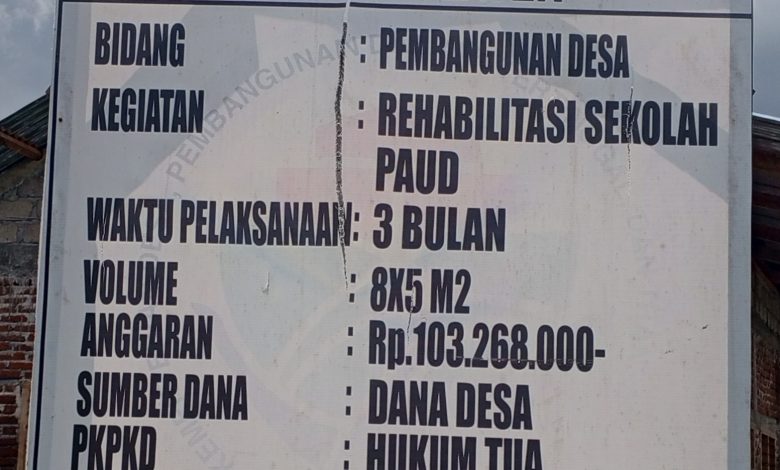 BIDANG : PEMBANGUNAN DESA
KEGIATAN : REHABILITASI SEKOLAH
PAUD
WAKTU PELAKSANAAN : 3 BULAN
VOLUME : 8X5 M2
ANGGARAN : Rp.103.268.000-
SUMBER DANA : DANA DESA
PKPKD : HUKUM TUA